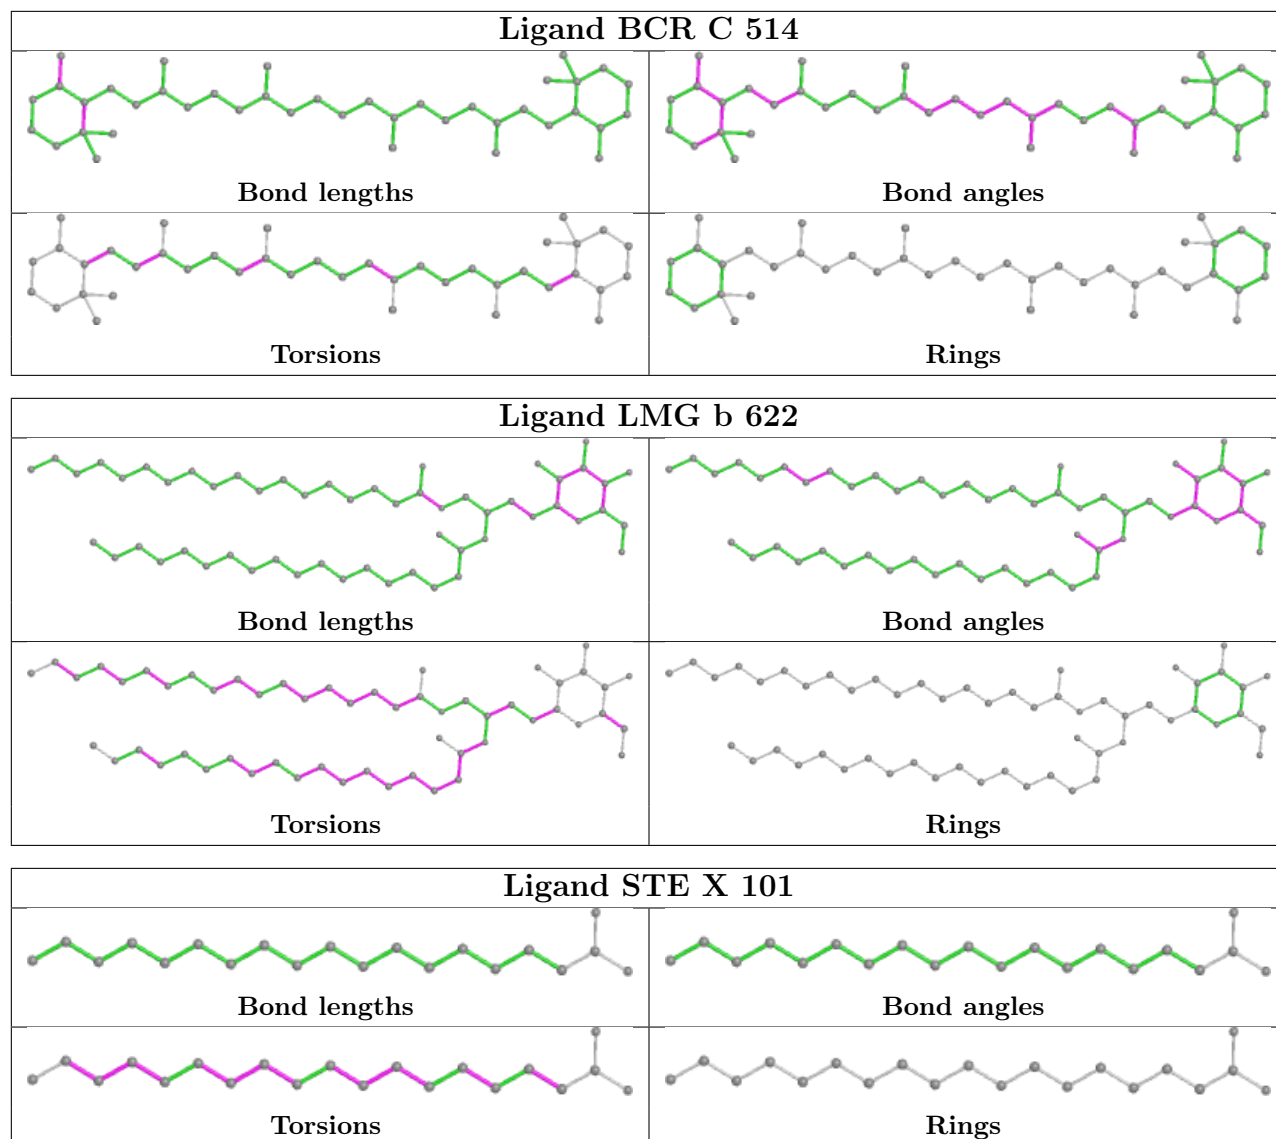 Ligand BCR C 514
Bond lengths
Bond angles
Torsions
Rings
Ligand LMG b 622
Bond lengths
Bond angles
Torsions
Rings
Ligand STE X 101
Bond lengths
Bond angles
Torsions
Rings